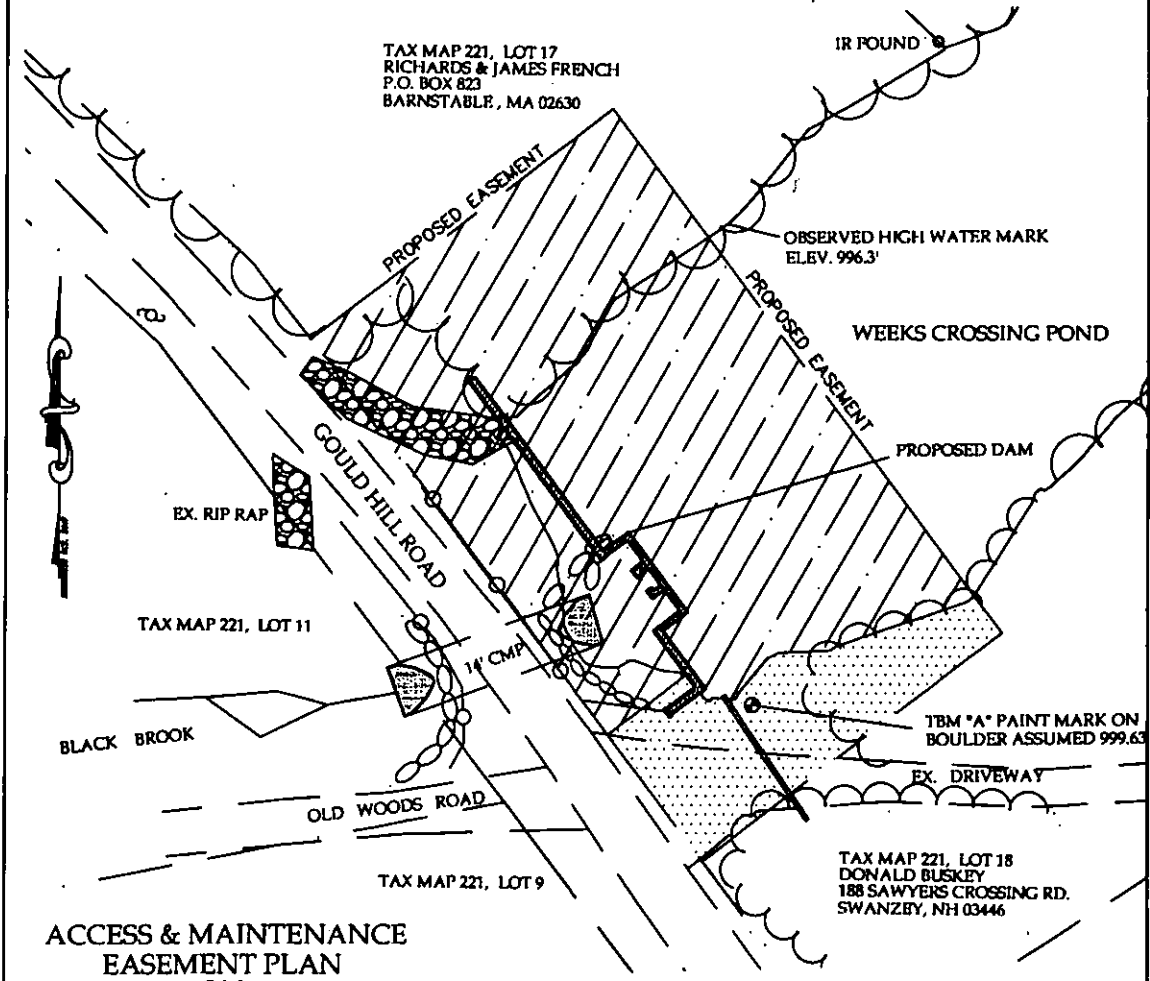 TAX MAP 221, LOT 17
RICHARDS & JAMES FRENCH
P.O. BOX 823
BARNSTABLE, MA 02630
IR FOUND
PROPOSED EASEMENT
OBSERVED HIGH WATER MARK
ELEV. 996.3'
PROPOSED EASEMENT
WEEKS CROSSING POND
PROPOSED DAM
GOULD HILL ROAD
EX. RIP RAP
TAX MAP 221, LOT 11
14' CMP
BLACK BROOK
TBM "A" PAINT MARK ON
BOULDER ASSUMED 999.63
EX. DRIVEWAY
OLD WOODS ROAD
TAX MAP 221, LOT 9
TAX MAP 221, LOT 18
DONALD BUSKEY
188 SAWYERS CROSSING RD.
SWANZEY, NH 03446
ACCESS & MAINTENANCE
EASEMENT PLAN